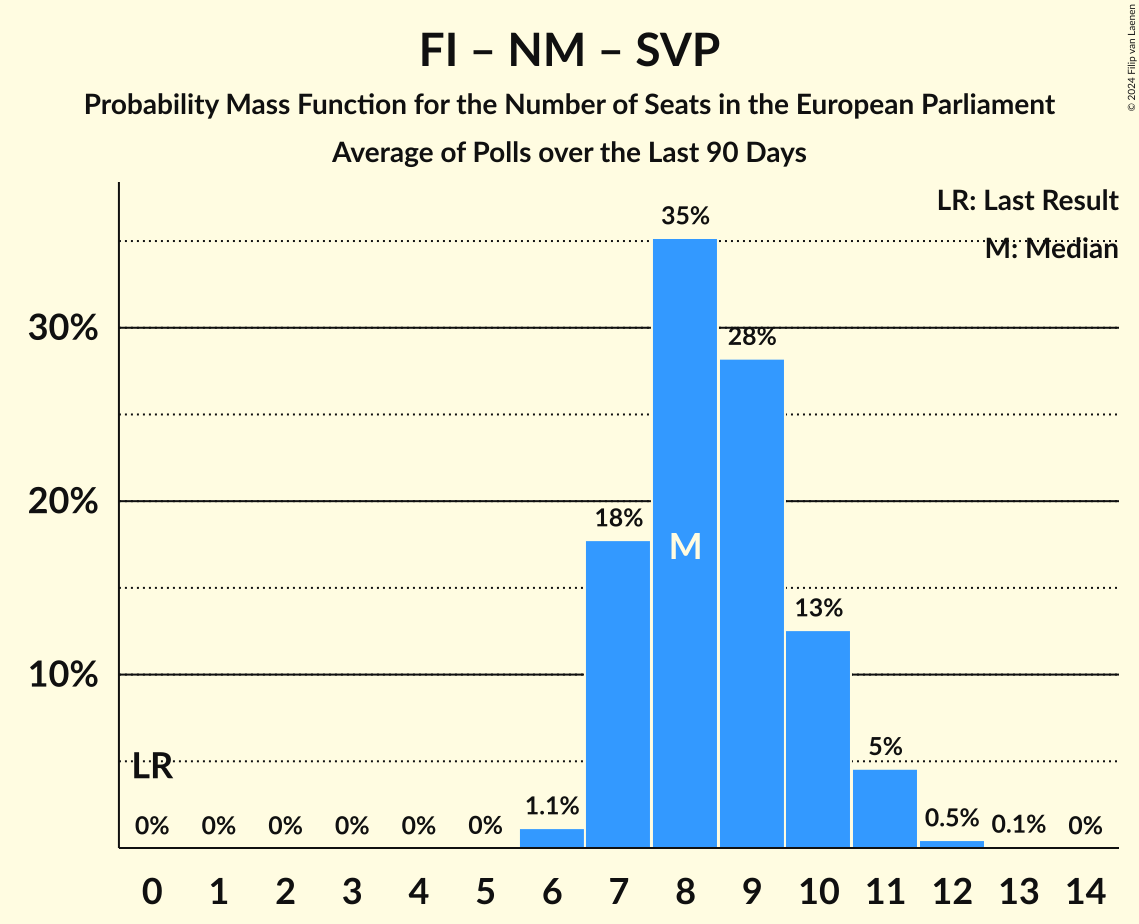 FI – NM – SVP
Probability Mass Function for the Number of Seats in the European Parliament
Average of Polls over the Last 90 Days
© 2024 Filip van Laenen
LR: Last Result
M: Median
35%
30%
28%
20%
18%
M
13%
10%
5%
LR
1.1%
0% 0% 0% 0% 0% 0% 0.5% 0.1% 0%
0 1 2 3 4 5 6 7 8 9 10 11 12 13 14